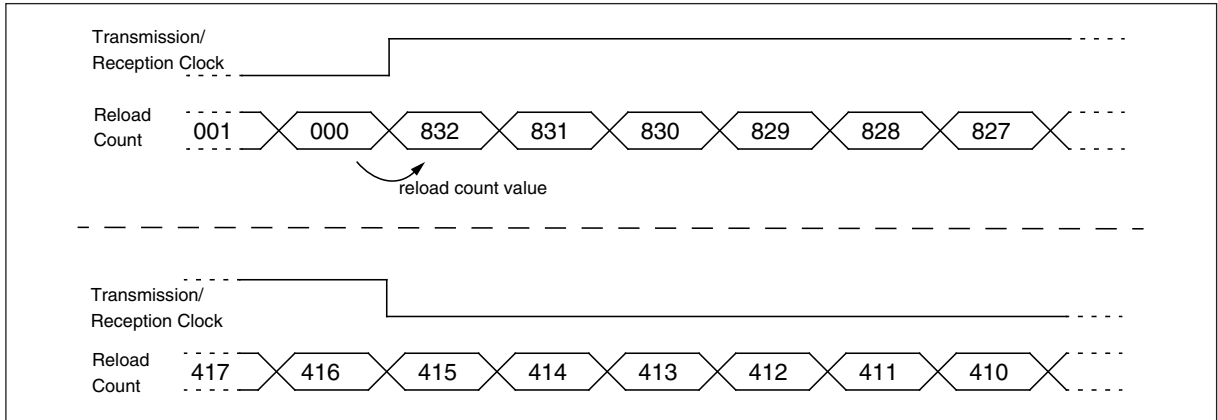 Transmission/
Reception Clock
Reload
Count
001 000 832 831 830 829 828 827
reload count value
Transmission/
Reception Clock
Reload
Count
417 416 415 414 413 412 411 410